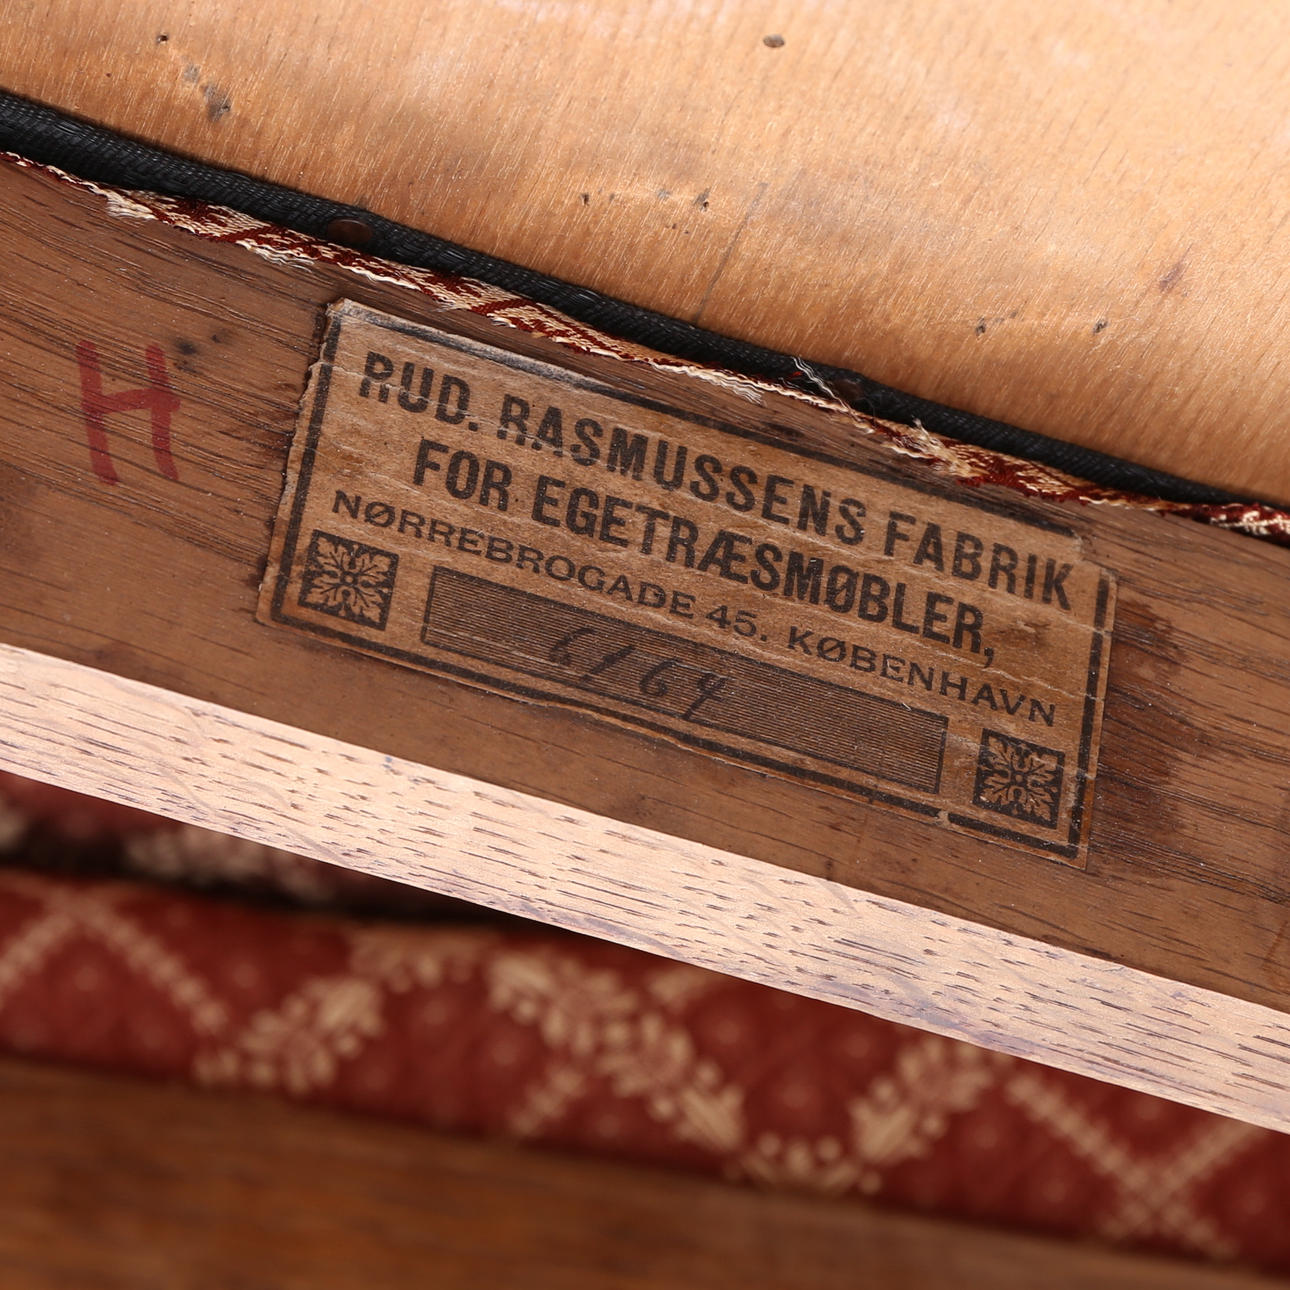 H
RUD. RASMUSSENS FABRIK
FOR EGETRÆSMØBLER,
NØRREBROGADE 45. KØBENHAVN
6164